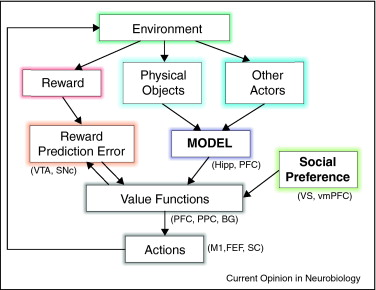 Environment
Reward
Physical
Objects
Other
Actors
Reward
Prediction Error
(VTA, SNc)
MODEL
(Hipp, PFC)
Social
Preference
(VS, vmPFC)
Value Functions
(PFC, PPC, BG)
Actions
(M1,FEF, SC)
Current Opinion in Neurobiology